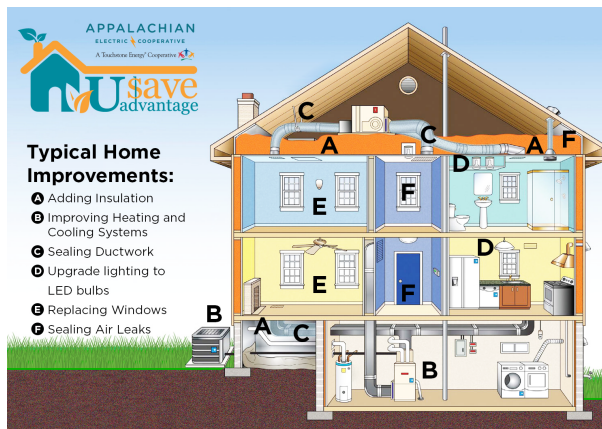 APPALACHIAN
ELECTRIC COOPERATIVE
A Touchstone Energy® Cooperative
U $ave
advantage
Typical Home
Improvements:
A Adding Insulation
B Improving Heating and
Cooling Systems
C Sealing Ductwork
D Upgrade lighting to
LED bulbs
E Replacing Windows
F Sealing Air Leaks
C
A
C
A
F
D
E
F
E
F
D
B
A
C
B